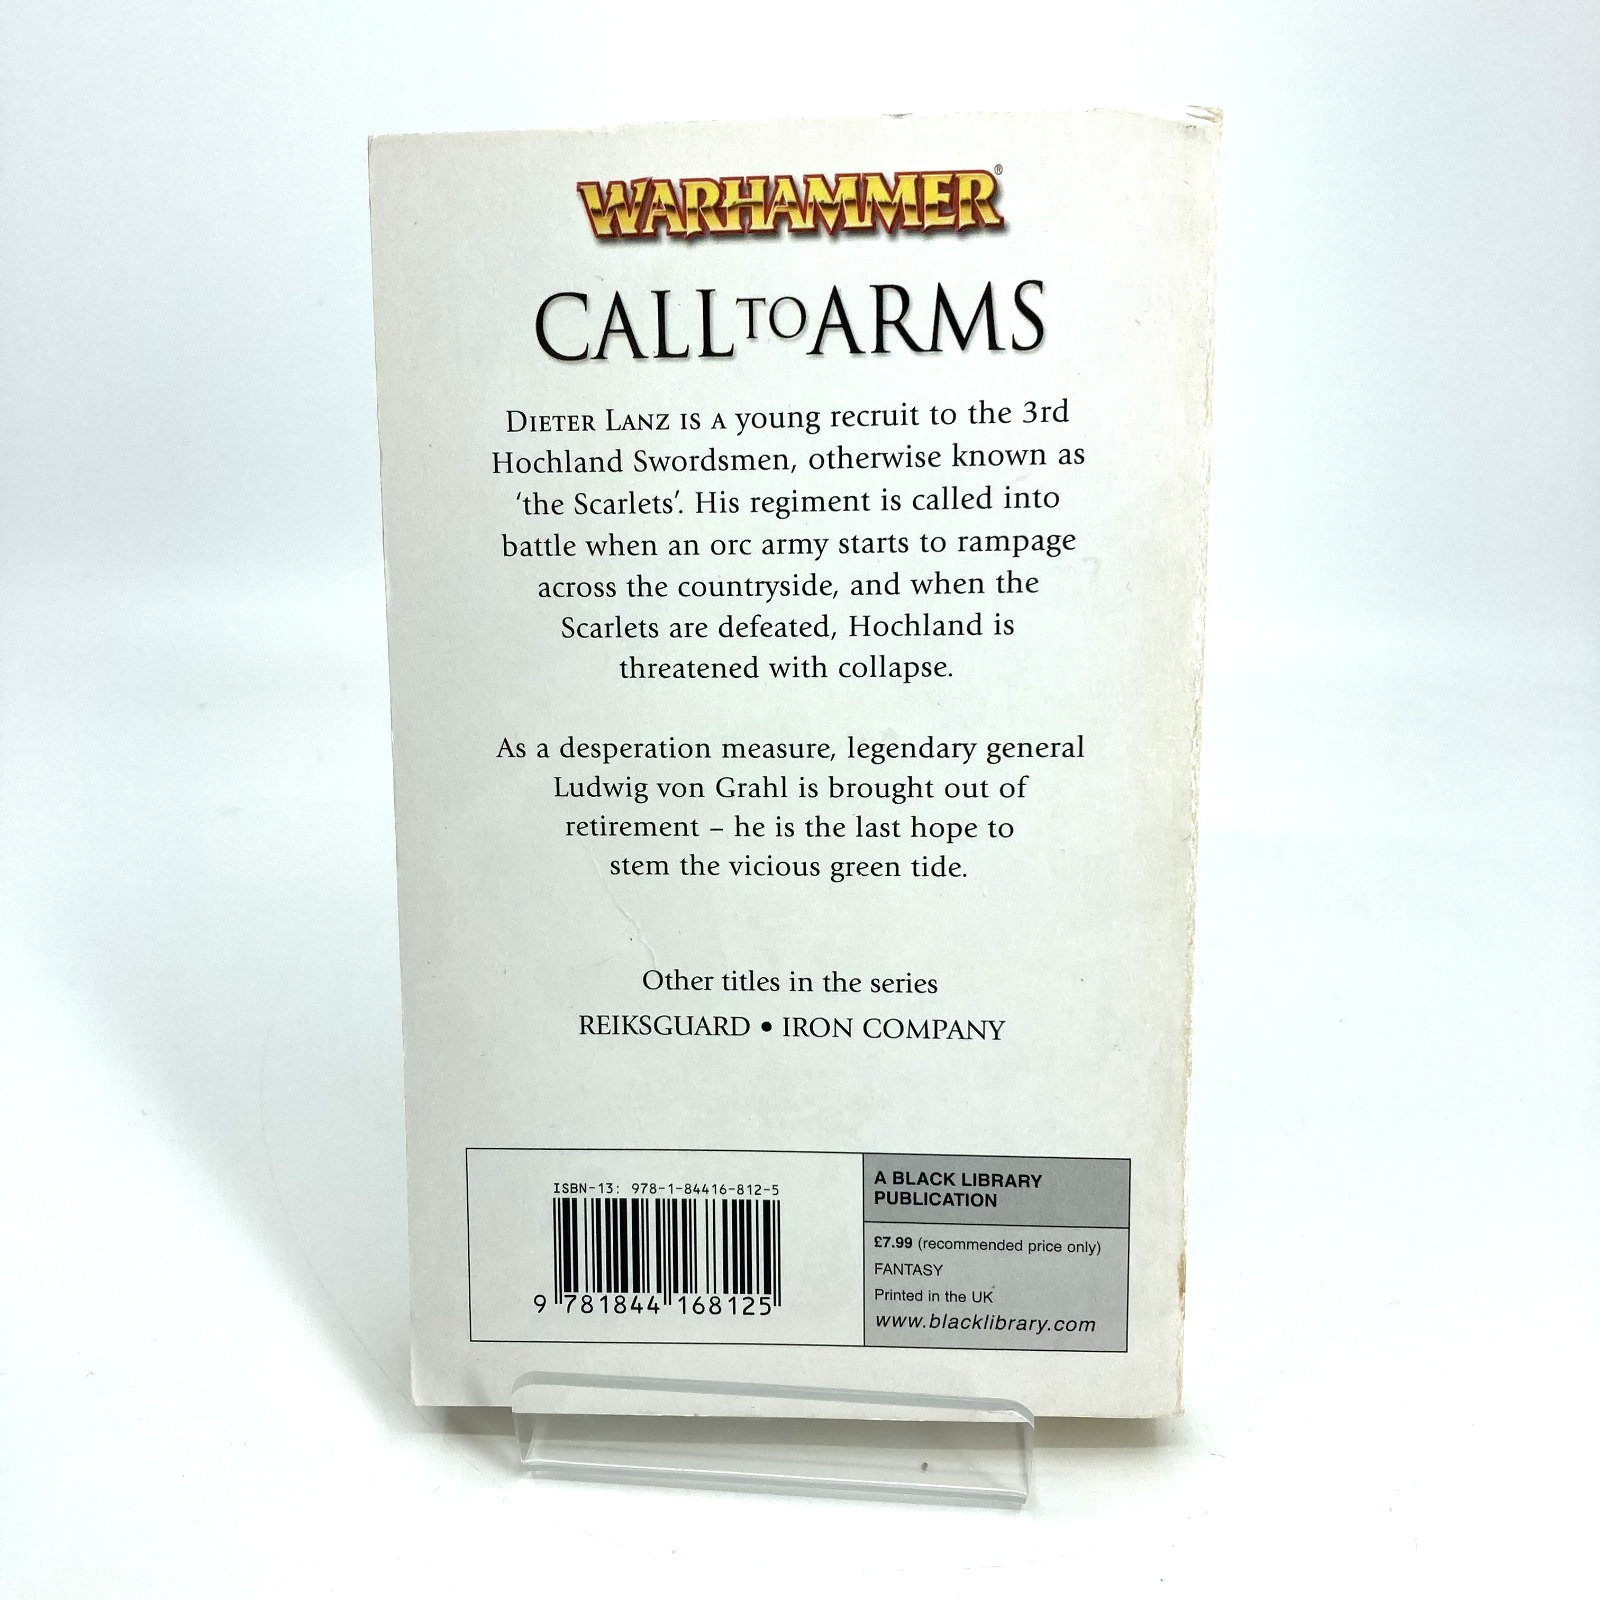 WARHAMMER®
CALL TO ARMS
DIETER LANZ IS A young recruit to the 3rd
Hochland Swordsmen, otherwise known as
‘the Scarlets’. His regiment is called into
battle when an orc army starts to rampage
across the countryside, and when the
Scarlets are defeated, Hochland is
threatened with collapse.
As a desperation measure, legendary general
Ludwig von Grahl is brought out of
retirement – he is the last hope to
stem the vicious green tide.
Other titles in the series
REIKSGUARD • IRON COMPANY
ISBN-13: 978-1-84416-812-5
9 781844 168125
A BLACK LIBRARY
PUBLICATION
£7.99 (recommended price only)
FANTASY
Printed in the UK
www.blacklibrary.com